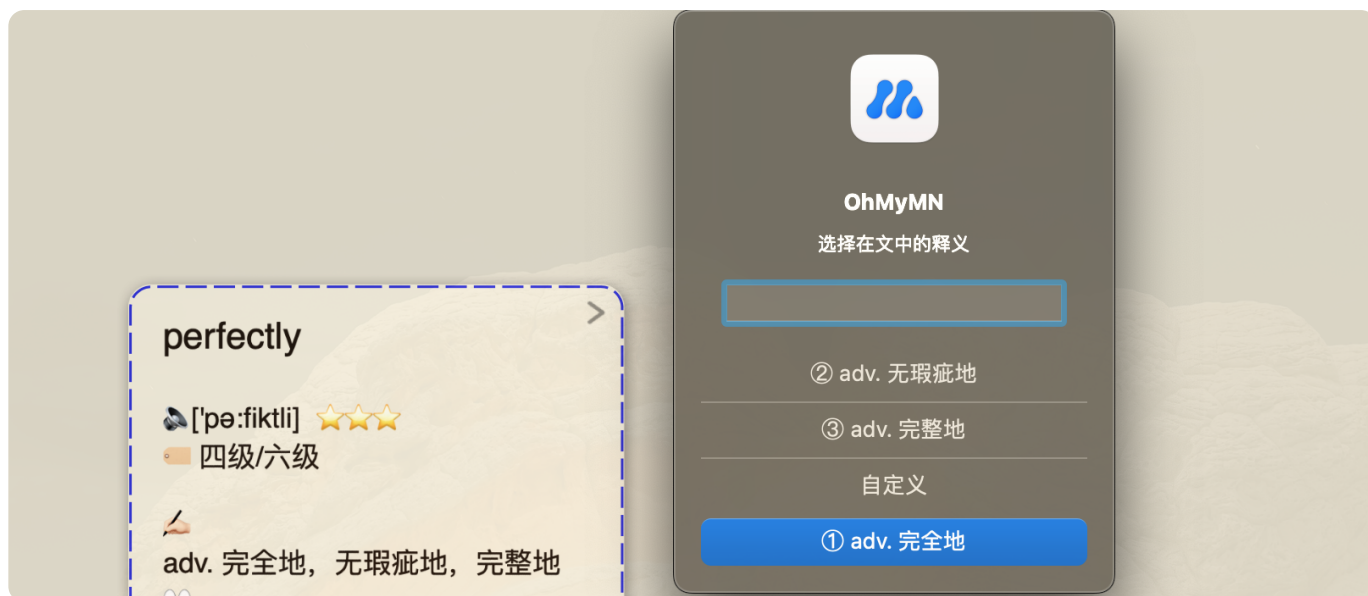 perfectly
['pə:fiktli]
四级/六级
adv. 完全地，无瑕疵地，完整地
OhMyMN
选择在文中的释义
② adv. 无瑕疵地
③ adv. 完整地
自定义
① adv. 完全地